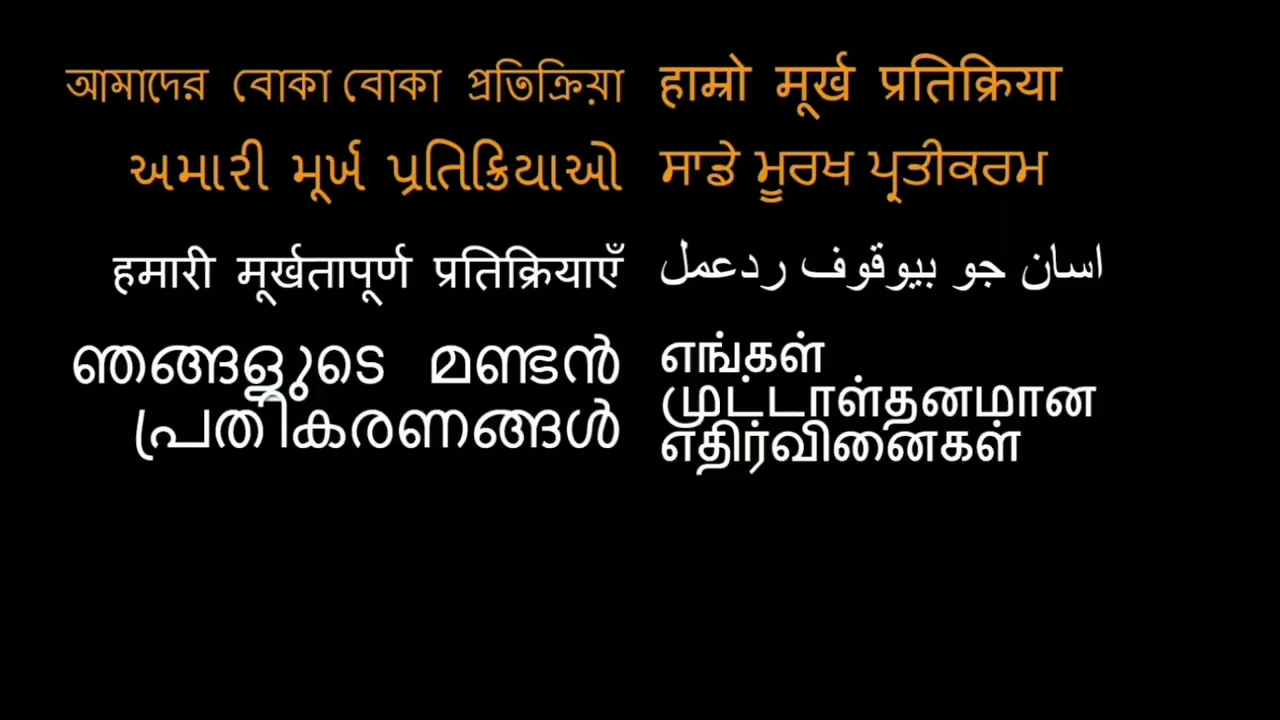 আমাদের বোকা বোকা প্রতিক্রিয়া
हाम्रो मूर्ख प्रतिक्रिया
અમારી મૂર્ખ પ્રતિક્રિયાઓ
ਸਾਡੇ ਮੂਰਖ ਪ੍ਰਤੀਕਰਮ
हमारी मूर्खतापूर्ण प्रतिक्रियाएँ
اسان جو بيوقوف ردعمل
ഞങ്ങളുടെ മണ്ടൻ
പ്രതികരണങ്ങൾ
எங்கள்
முட்டாள்தனமான
எதிர்வினைகள்